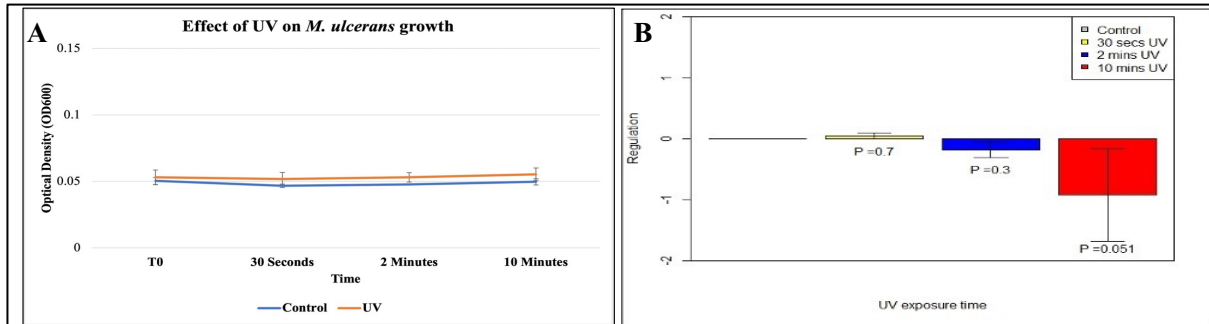 A
Effect of UV on M. ulcerans growth
0.15
0.1
0.05
0
Optical Density (OD600)
T0
30 Seconds
2 Minutes
10 Minutes
Time
Control
UV
B
Control
30 secs UV
2 mins UV
10 mins UV
2
1
0
-1
-2
Regulation
P =0.7
P =0.3
P =0.051
UV exposure time